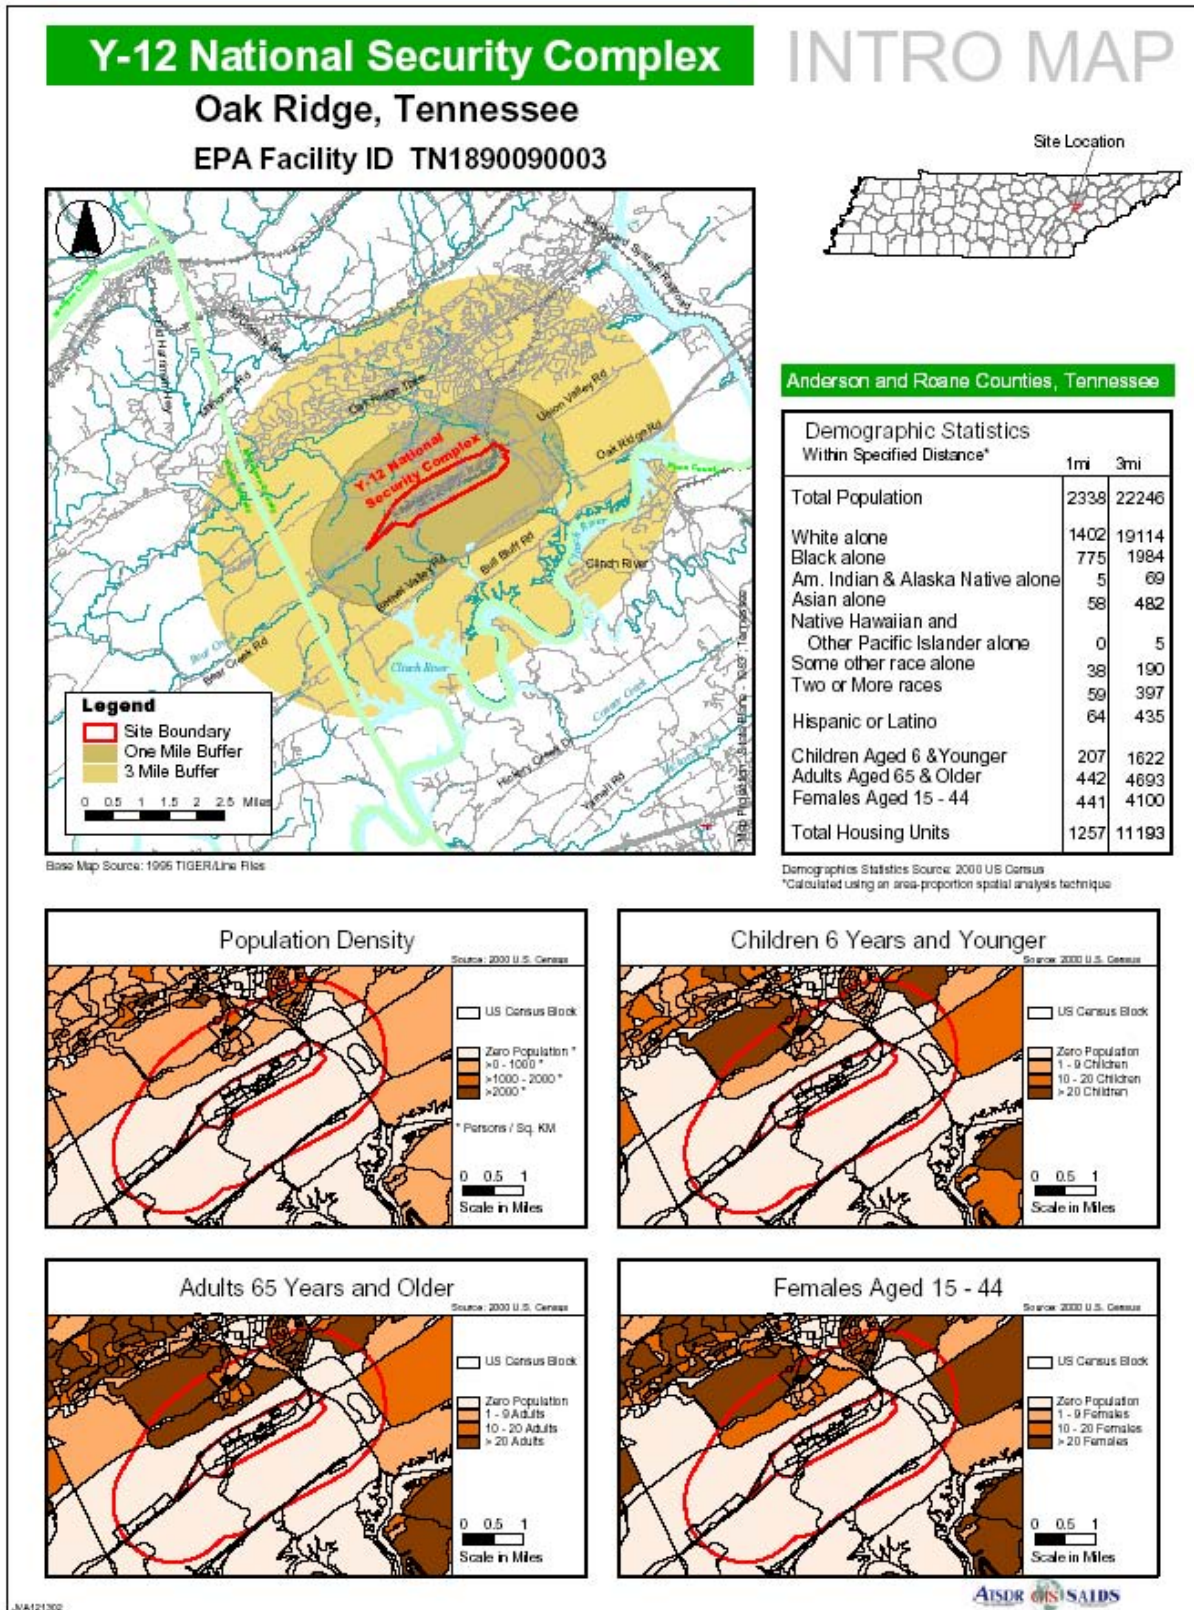 Y-12 National Security Complex
INTRO MAP
Oak Ridge, Tennessee
EPA Facility ID TN1890090003
Site Location
Oak Ridge Tpke
Union Valley Rd
Oak Ridge Rd
Y-12 National
Security Complex
Bethel Valley Rd
Bull Bluff Rd
Clinch River
Clinch River
Bear Creek
Bear Creek Rd
Clinch River
Hickory Creek Dr
Yarnell Rd
Legend
Site Boundary
One Mile Buffer
3 Mile Buffer
0 0.5 1 1.5 2 2.5 Miles
Base Map Source: 1995 TIGER/Line Files
Anderson and Roane Counties, Tennessee
Demographic Statistics
Within Specified Distance* 1mi 3mi
Total Population 2338 22246
White alone 1402 19114
Black alone 775 1984
Am. Indian & Alaska Native alone 5 69
Asian alone 58 482
Native Hawaiian and
Other Pacific Islander alone 0 5
Some other race alone 38 190
Two or More races 59 397
Hispanic or Latino 64 435
Children Aged 6 & Younger 207 1622
Adults Aged 65 & Older 442 4693
Females Aged 15 - 44 441 4100
Total Housing Units 1257 11193
Demographics Statistics Source: 2000 US Census
*Calculated using an area-proportion spatial analysis technique
Population Density
Source: 2000 U.S. Census
US Census Block
Zero Population *
>0 - 1000 *
>1000 - 2000 *
>2000 *
* Persons / Sq. KM
0 0.5 1
Scale in Miles
Children 6 Years and Younger
Source: 2000 U.S. Census
US Census Block
Zero Population
1 - 9 Children
10 - 20 Children
> 20 Children
0 0.5 1
Scale in Miles
Adults 65 Years and Older
Source: 2000 U.S. Census
US Census Block
Zero Population
1 - 9 Adults
10 - 20 Adults
> 20 Adults
0 0.5 1
Scale in Miles
Females Aged 15 - 44
Source: 2000 U.S. Census
US Census Block
Zero Population
1 - 9 Females
10 - 20 Females
> 20 Females
0 0.5 1
Scale in Miles
ATSDR GIS SAIDS
JVA121302